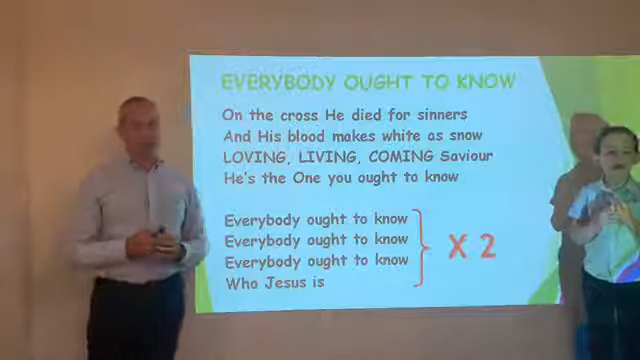 EVERYBODY OUGHT TO KNOW
On the cross He died for sinners
And His blood makes white as snow
LOVING, LIVING, COMING Saviour
He's the One you ought to know
Everybody ought to know
Everybody ought to know
Everybody ought to know
Who Jesus is
X 2